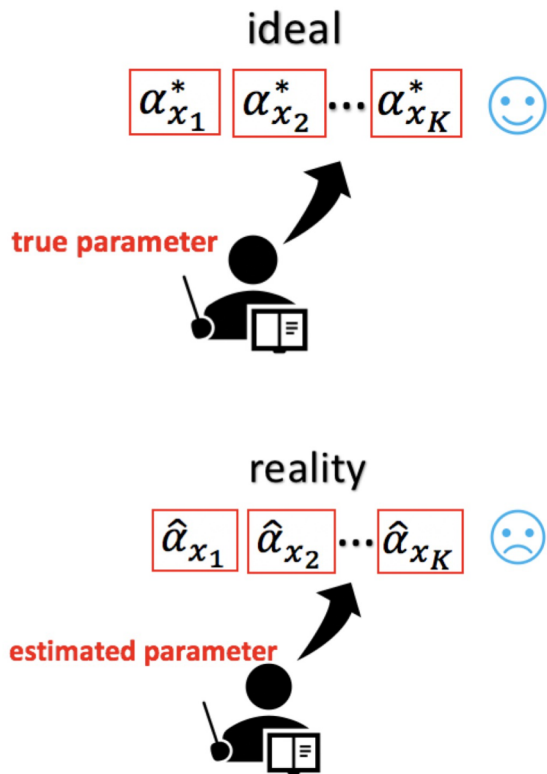 ideal
α*ₓ₁ α*ₓ₂ ··· α*ₓ_K
true parameter
reality
α̂ₓ₁ α̂ₓ₂ ··· α̂ₓ_K
estimated parameter